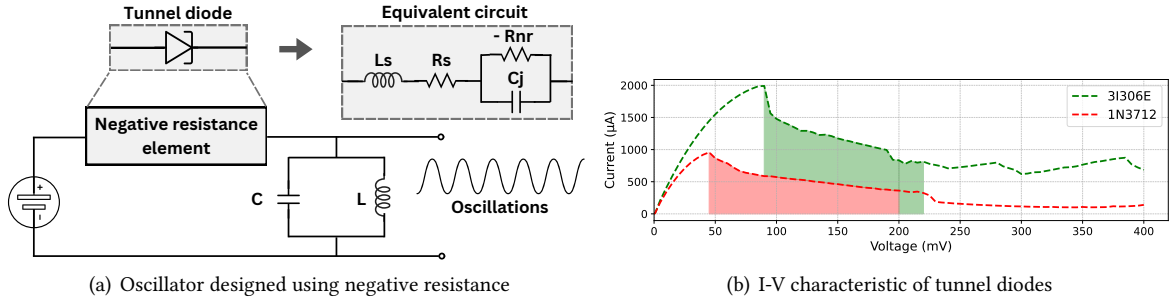 Tunnel diode
Equivalent circuit
- Rnr
Ls
Rs
Cj
Negative resistance
element
+
-
C
L
Oscillations
(a) Oscillator designed using negative resistance
2000
1500
1000
500
0
Current (µA)
3I306E
1N3712
0
50
100
150
200
250
300
350
400
Voltage (mV)
(b) I-V characteristic of tunnel diodes